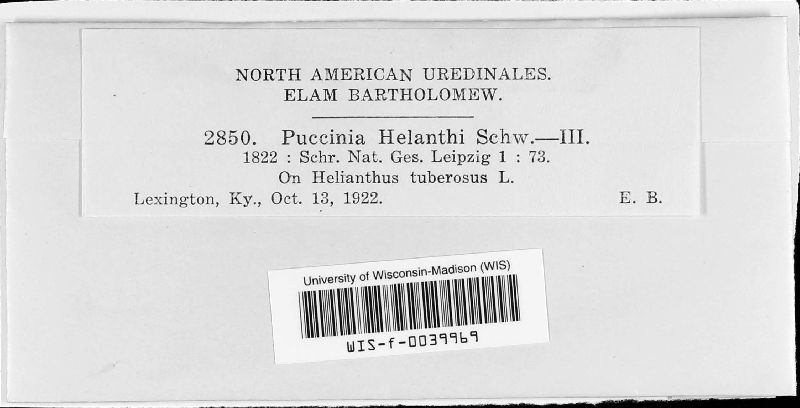 NORTH AMERICAN UREDINALES.
ELAM BARTHOLOMEW.
2850. Puccinia Helanthi Schw.—III.
1822 : Schr. Nat. Ges. Leipzig 1 : 73.
On Helianthus tuberosus L.
Lexington, Ky., Oct. 13, 1922. E. B.
University of Wisconsin-Madison (WIS)
WIS-f-0039969